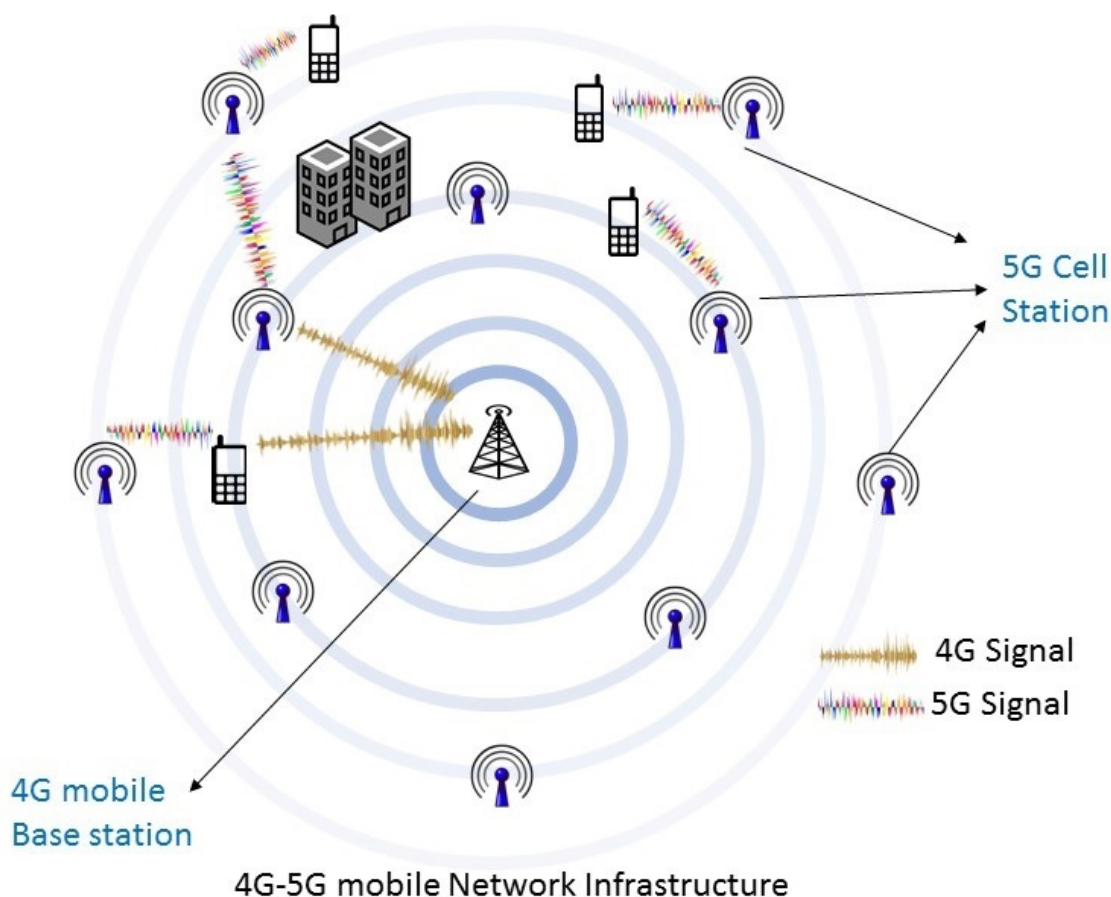 5G Cell
Station
4G Signal
5G Signal
4G mobile
Base station
4G-5G mobile Network Infrastructure